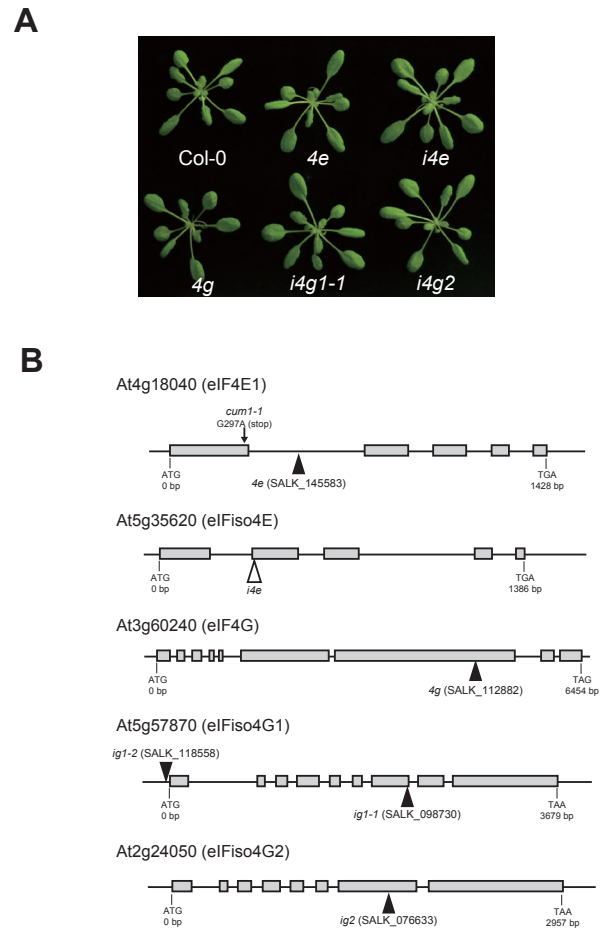 A
Col-0
4e
i4e
4g
i4g1-1
i4g2
B
At4g18040 (eIF4E1)
cum1-1
G297A (stop)
ATG
0 bp
4e (SALK_145583)
TGA
1428 bp
At5g35620 (eIFiso4E)
ATG
0 bp
i4e
TGA
1386 bp
At3g60240 (eIF4G)
ATG
0 bp
4g (SALK_112882)
TAG
6454 bp
At5g57870 (eIFiso4G1)
ig1-2 (SALK_118558)
ATG
0 bp
ig1-1 (SALK_098730)
TAA
3679 bp
At2g24050 (eIFiso4G2)
ATG
0 bp
ig2 (SALK_076633)
TAA
2957 bp